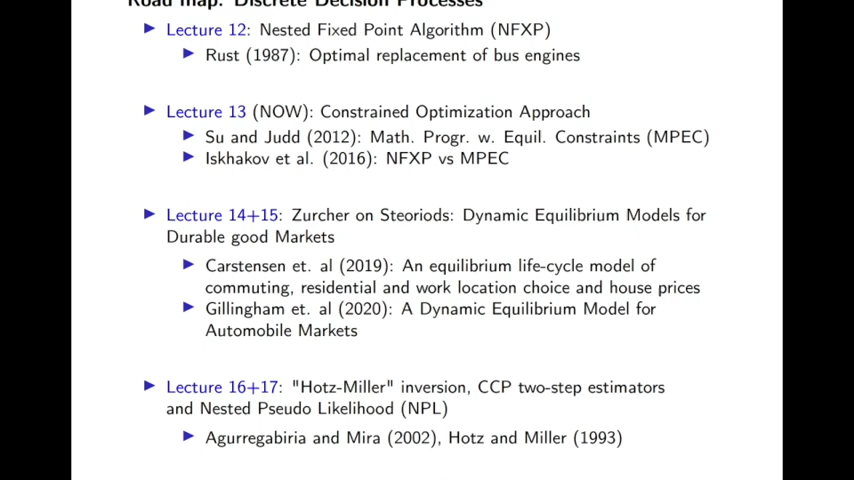 Road map: Discrete Decision Processes
Lecture 12: Nested Fixed Point Algorithm (NFXP)
Rust (1987): Optimal replacement of bus engines
Lecture 13 (NOW): Constrained Optimization Approach
Su and Judd (2012): Math. Progr. w. Equil. Constraints (MPEC)
Iskhakov et al. (2016): NFXP vs MPEC
Lecture 14+15: Zurcher on Steoriods: Dynamic Equilibrium Models for
Durable good Markets
Carstensen et. al (2019): An equilibrium life-cycle model of
commuting, residential and work location choice and house prices
Gillingham et. al (2020): A Dynamic Equilibrium Model for
Automobile Markets
Lecture 16+17: "Hotz-Miller" inversion, CCP two-step estimators
and Nested Pseudo Likelihood (NPL)
Agurregabiria and Mira (2002), Hotz and Miller (1993)